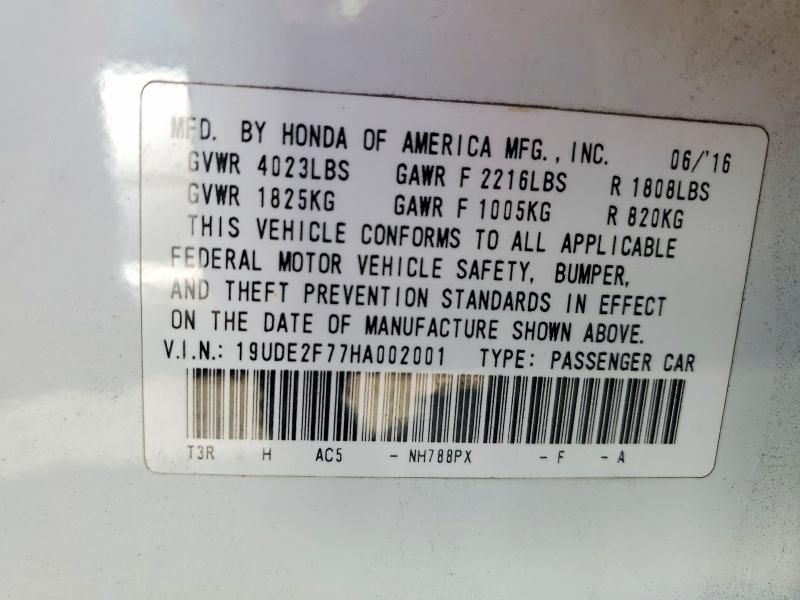 MFD. BY HONDA OF AMERICA MFG., INC. 06/'16
GVWR 4023LBS GAWR F 2216LBS R 1808LBS
GVWR 1825KG GAWR F 1005KG R 820KG
THIS VEHICLE CONFORMS TO ALL APPLICABLE
FEDERAL MOTOR VEHICLE SAFETY, BUMPER,
AND THEFT PREVENTION STANDARDS IN EFFECT
ON THE DATE OF MANUFACTURE SHOWN ABOVE.
V.I.N.: 19UDE2F77HA002001 TYPE: PASSENGER CAR
T3R H AC5 - NH788PX - F - A